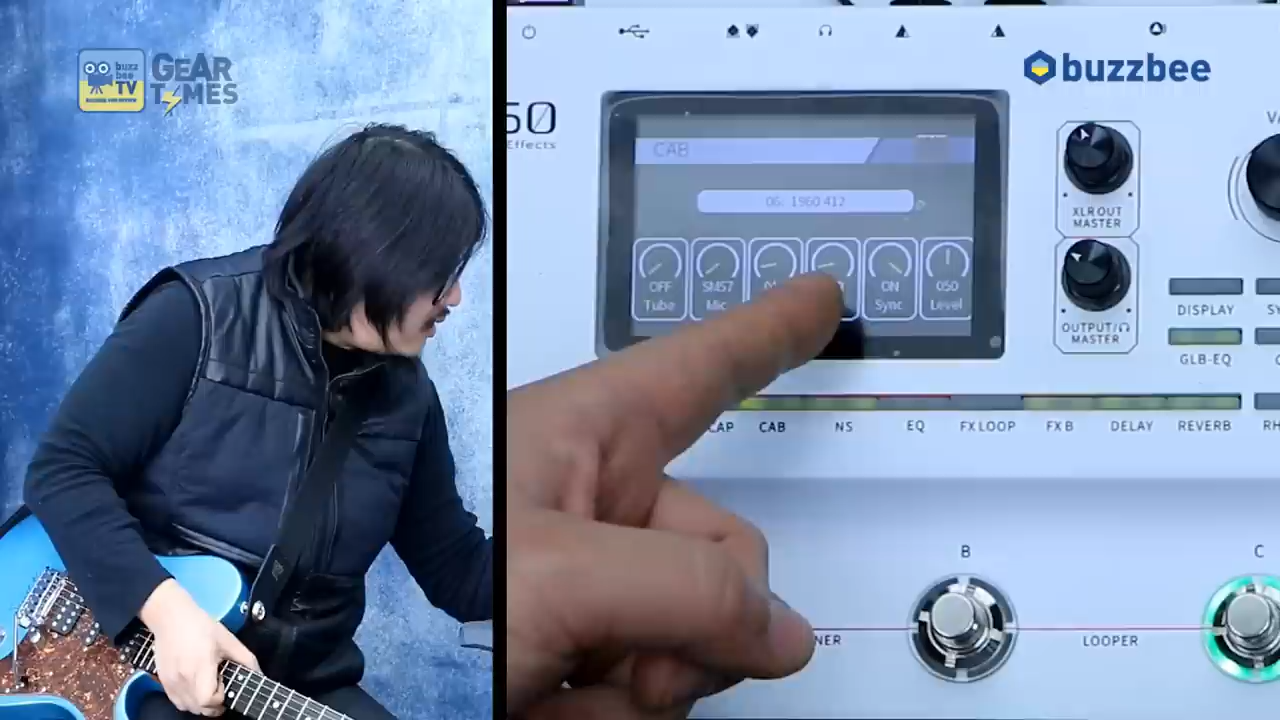 buzz
bee
TV
GEAR
TIMES
buzzbee
50
Effects
CAB
06. 1960 412
OFF
SM57
ON
050
Tube
Mic
Sync
Level
XLR OUT
MASTER
OUTPUT/
MASTER
DISPLAY
GLB-EQ
CAB
NS
EQ
FX LOOP
FX B
DELAY
REVERB
B
C
LOOPER